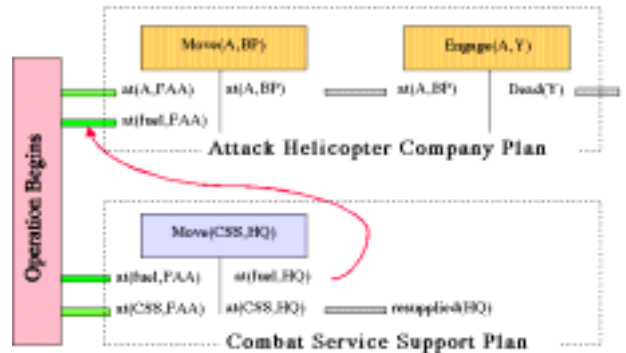 Move(A,BP)
Engage(A,Y)
at(A,FAA)
at(A,BP)
at(A,BP)
Dead(Y)
at(fuel,FAA)
Attack Helicopter Company Plan
Operation Begins
Move(CSS,HQ)
at(fuel,FAA)
at(fuel,HQ)
at(CSS,FAA)
at(CSS,HQ)
resupplied(HQ)
Combat Service Support Plan